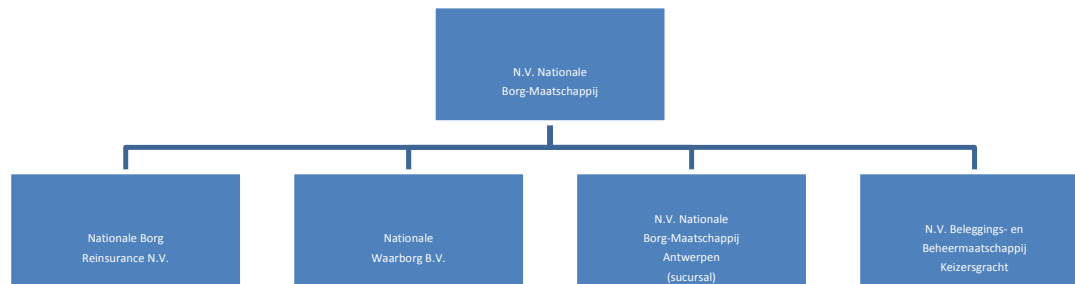 N.V. Nationale
Borg-Maatschappij
Nationale Borg
Reinsurance N.V.
Nationale
Waarborg B.V.
N.V. Nationale
Borg-Maatschappij
Antwerpen
(sucursal)
N.V. Beleggings- en
Beheermaatschappij
Keizersgracht